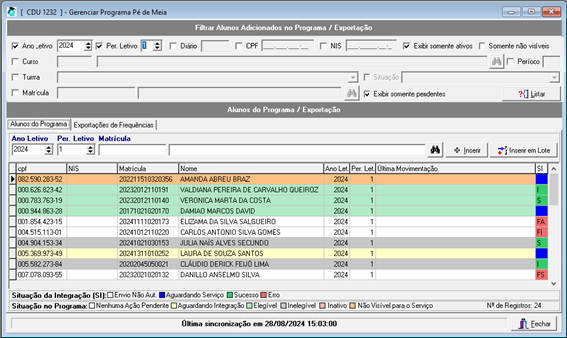 [ CDU 1232 ] - Gerenciar Programa Pé de Meia
Filtrar Alunos Adicionados no Programa / Exportação
Ano Letivo 2024 Per. Letivo 1 Diário CPF ___.___.___-__ NIS Exibir somente ativos Somente não visíveis
Curso Período
Turma Situação
Matrícula Exibir somente pendentes Listar
Alunos do Programa / Exportação
Alunos do Programa Exportações de Frequências
Ano Letivo Per. Letivo Matrícula
2024 1 Inserir Inserir em Lote
cpf NIS Matrícula Nome Ano Let. Per. Let. Última Movimentação SI
082.590.283-52 202211510320356 AMANDA ABREU BRAZ 2024 1
000.626.823-42 20232012110191 VALDIANA PEREIRA DE CARVALHO QUEIROZ 2024 1 I
000.783.763-19 20232012110140 VERONICA MARTA DA COSTA 2024 1 S
000.944.863-28 20171021020170 DAMIAO MARCOS DAVID 2024 1
001.854.423-15 20241111020173 ELIZAMA DA SILVA SALGUEIRO 2024 1 FA
004.515.113-01 20241012110220 CARLOS ANTONIO SILVA GOMES 2024 1 FI
004.904.153-34 20241021030153 JULIA NAÍS ALVES SECUNDO 2024 1 S
005.369.973-49 20241311010252 LAURA DE SOUZA SANTOS 2024 1
005.582.273-84 20202045050021 CLÁUDIO DERICK FEIJÓ LIMA 2024 1 I
007.078.093-55 20232021020132 DANILLO ANSELMO SILVA 2024 1 FS
Situação da Integração (SI): Envio Não Aut. Aguardando Serviço Sucesso Erro
Situação no Programa: Nenhuma Ação Pendente Aguardando Integração Elegível Inelegível Inativo Não Visível para o Serviço Nº de Registos: 24
Última sincronização em 28/08/2024 15:03:00 Fechar